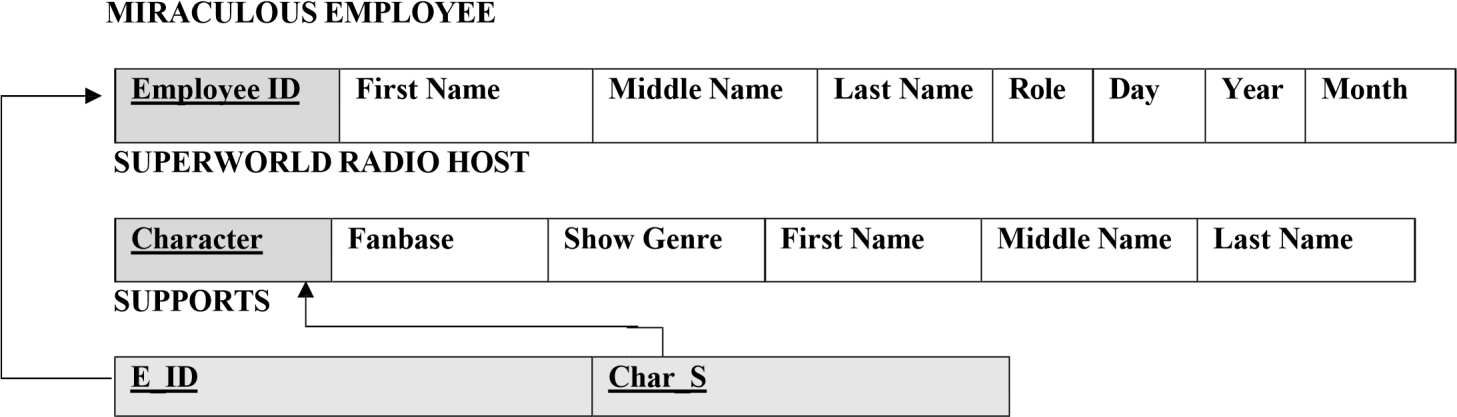 MIRACULOUS EMPLOYEE
Employee ID First Name Middle Name Last Name Role Day Year Month
SUPERWORLD RADIO HOST
Character Fanbase Show Genre First Name Middle Name Last Name
SUPPORTS
E_ID Char_S